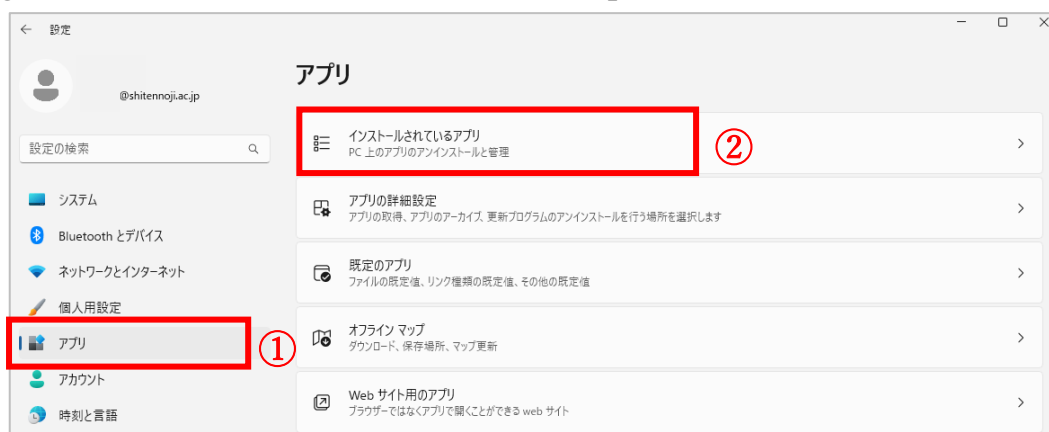 設定
@shitennoji.ac.jp
設定の検索
システム
Bluetooth とデバイス
ネットワークとインターネット
個人用設定
アプリ
①
アカウント
時刻と言語
アプリ
インストールされているアプリ
PC 上のアプリのアンインストールと管理
②
アプリの詳細設定
アプリの取得、アプリのアーカイブ、更新プログラムのアンインストールを行う場所を選択します
既定のアプリ
ファイルの既定値、リンク種類の既定値、その他の既定値
オフライン マップ
ダウンロード、保存場所、マップ更新
Web サイト用のアプリ
ブラウザーではなくアプリで開くことができる web サイト